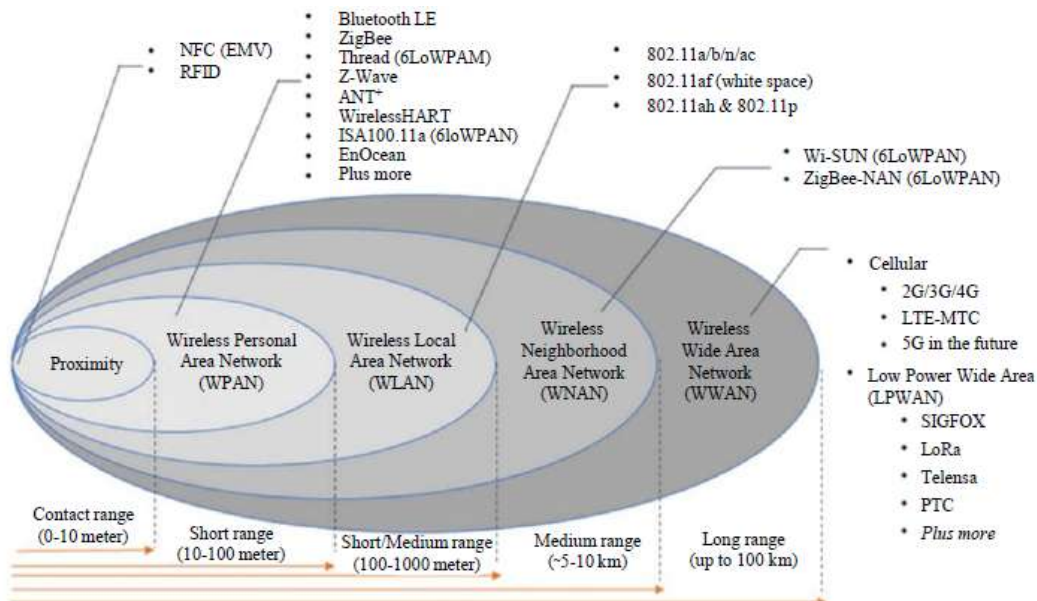 • NFC (EMV)
• RFID
• Bluetooth LE
• ZigBee
• Thread (6LoWPAM)
• Z-Wave
• ANT⁺
• WirelessHART
• ISA100.11a (6loWPAN)
• EnOcean
• Plus more
• 802.11a/b/n/ac
• 802.11af (white space)
• 802.11ah & 802.11p
• Wi-SUN (6LoWPAN)
• ZigBee-NAN (6LoWPAN)
• Cellular
• 2G/3G/4G
• LTE-MTC
• 5G in the future
• Low Power Wide Area
(LPWAN)
• SIGFOX
• LoRa
• Telensa
• PTC
• Plus more
Proximity
Wireless Personal
Area Network
(WPAN)
Wireless Local
Area Network
(WLAN)
Wireless
Neighborhood
Area Network
(WNAN)
Wireless
Wide Area
Network
(WWAN)
Contact range
(0-10 meter)
Short range
(10-100 meter)
Short/Medium range
(100-1000 meter)
Medium range
(~5-10 km)
Long range
(up to 100 km)